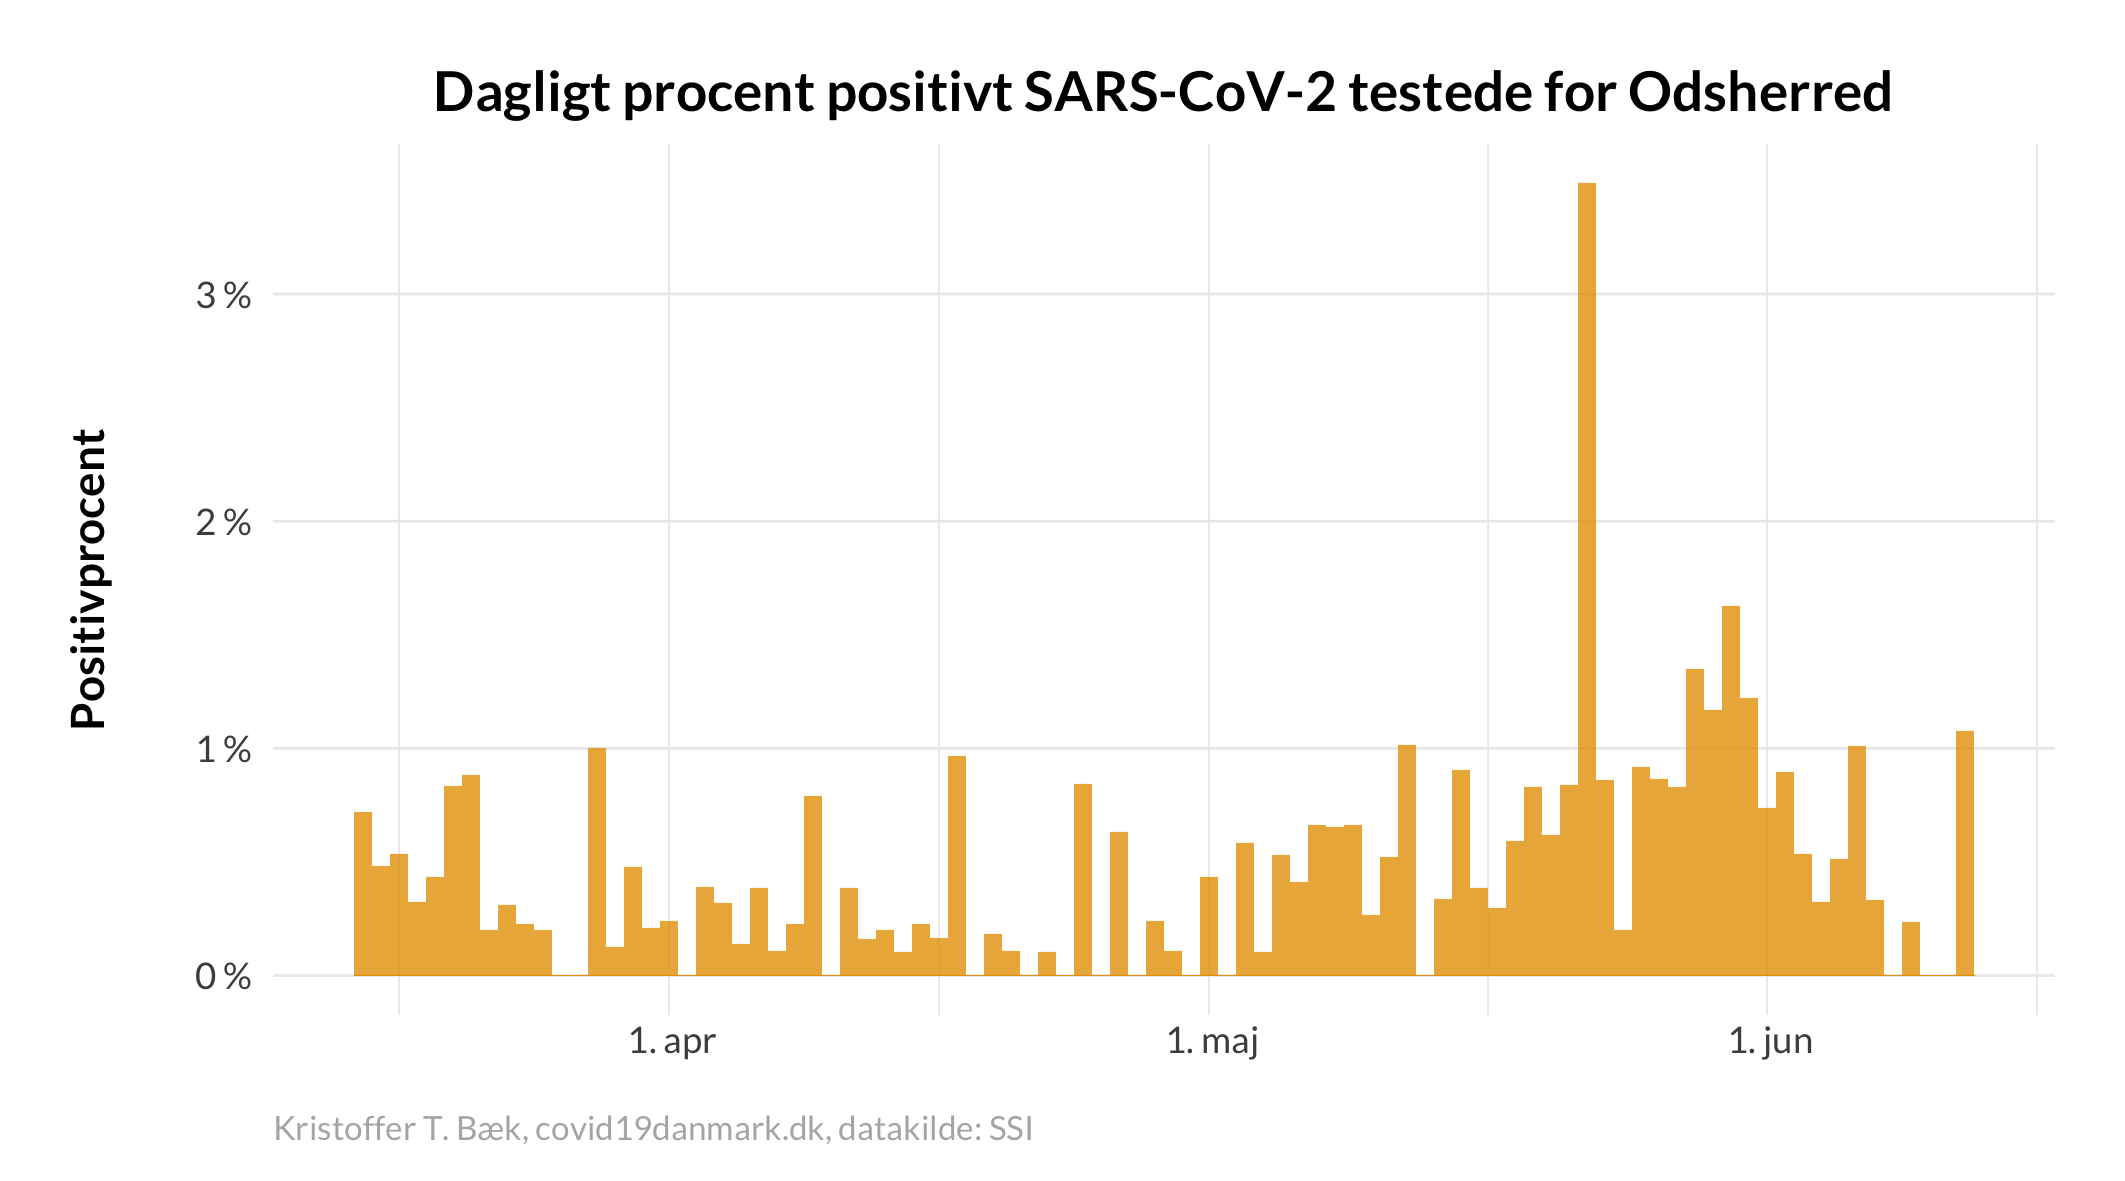 Dagligt procent positivt SARS-CoV-2 testede for Odsherred
Positivprocent
3 %
2 %
1 %
0 %
1. apr
1. maj
1. jun
Kristoffer T. Bæk, covid19danmark.dk, datakilde: SSI